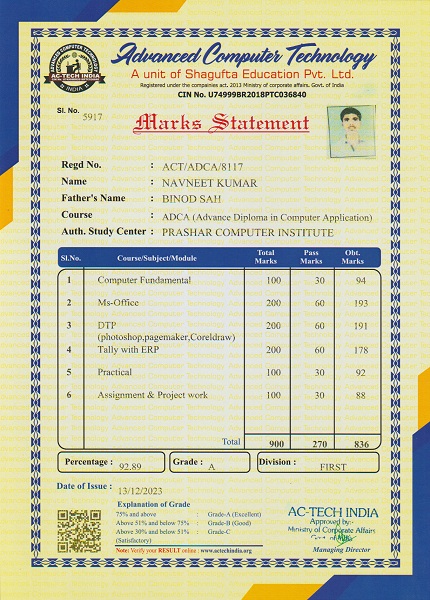 ADVANCED COMPUTER TECHNOLOGY
AC-TECH INDIA
INDIA
Advanced Computer Technology
A unit of Shagufta Education Pvt. Ltd.
Registered under the compainies act. 2013 Ministry of corporate affairs. Govt. of India
CIN No. U74999BR2018PTC036840
Sl. No. 5917
Marks Statement
Regd No. : ACT/ADCA/8117
Name : NAVNEET KUMAR
Father's Name : BINOD SAH
Course : ADCA (Advance Diploma in Computer Application)
Auth. Study Center : PRASHAR COMPUTER INSTITUTE
Sl.No. Course/Subject/Module Total Marks Pass Marks Obt. Marks
1 Computer Fundamental 100 30 94
2 Ms-Office 200 60 193
3 DTP (photoshop,pagemaker,Coreldraw) 200 60 191
4 Tally with ERP 200 60 178
5 Practical 100 30 92
6 Assignment & Project work 100 30 88
Total 900 270 836
Percentage : 92.89 Grade : A Division : FIRST
Date of Issue : 13/12/2023
Explanation of Grade
75% and above : Grade-A (Excellent)
Above 51% and below 75% : Grade-B (Good)
Above 30% and below 51% : Grade-C
(Satisfactory)
Note: Verify your RESULT online : www.actechindia.org
AC-TECH INDIA
Approved by:-
Ministry of Corporate Affairs
Govt. of
Managing Director